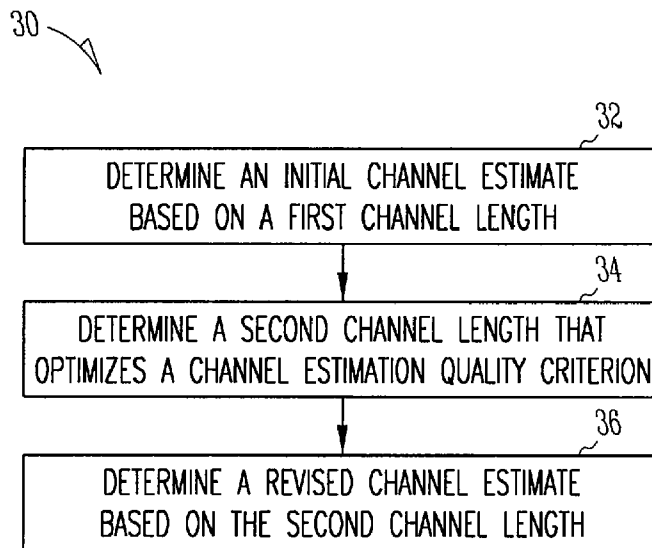 30
32
DETERMINE AN INITIAL CHANNEL ESTIMATE
BASED ON A FIRST CHANNEL LENGTH
34
DETERMINE A SECOND CHANNEL LENGTH THAT
OPTIMIZES A CHANNEL ESTIMATION QUALITY CRITERION
36
DETERMINE A REVISED CHANNEL ESTIMATE
BASED ON THE SECOND CHANNEL LENGTH